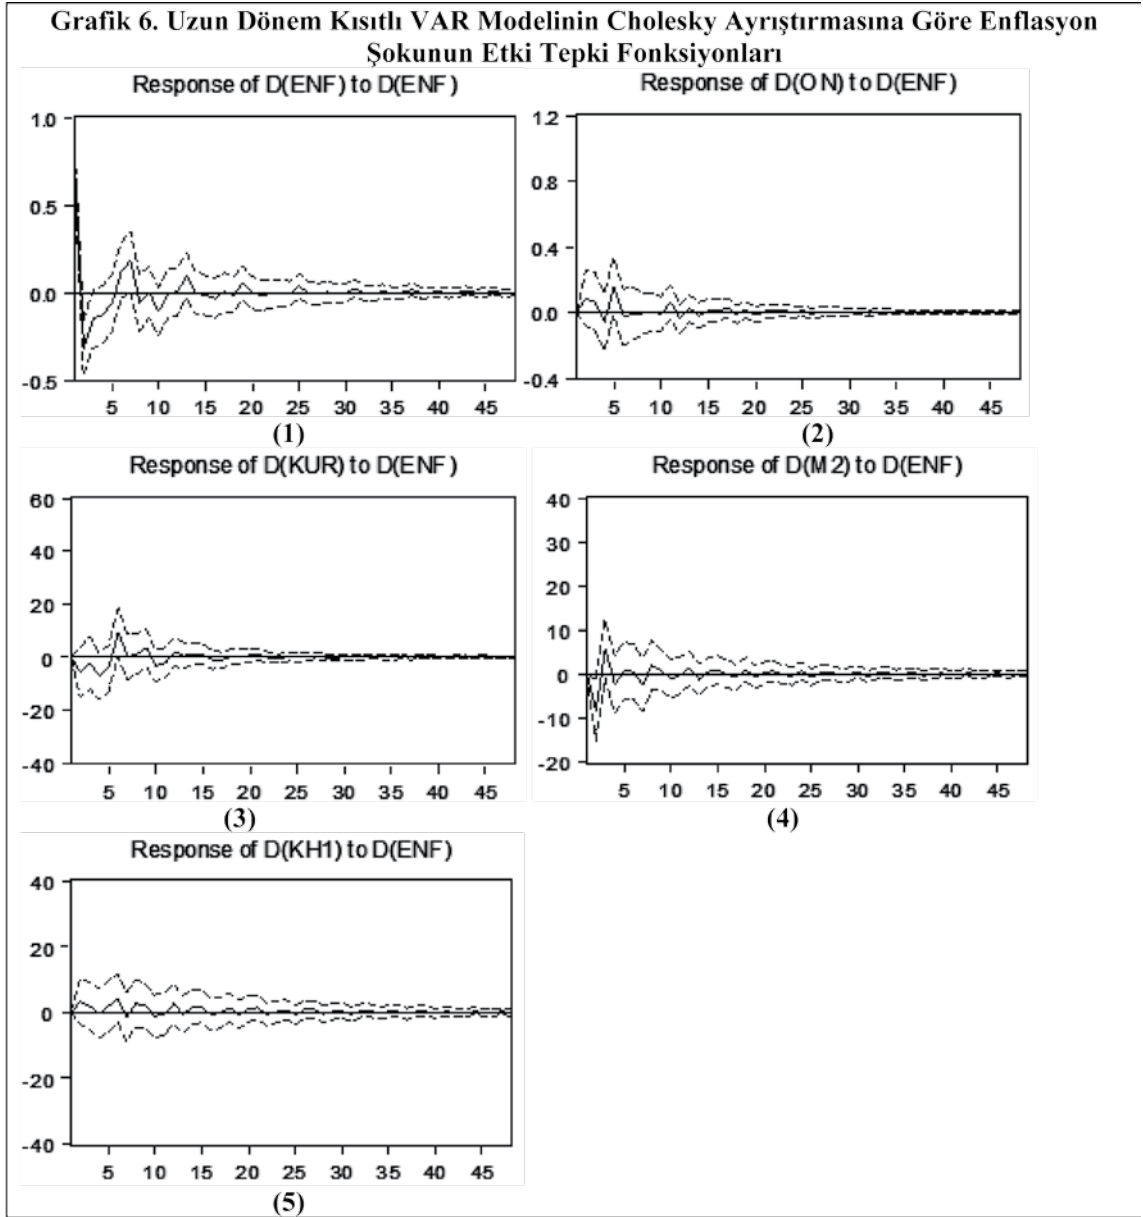 Grafik 6. Uzun Dönem Kısıtlı VAR Modelinin Cholesky Ayrıştırmasına Göre Enflasyon
Şokunun Etki Tepki Fonksiyonları
Response of D(ENF) to D(ENF)
1.0
0.5
0.0
-0.5
5 10 15 20 25 30 35 40 45
(1)
Response of D(ON) to D(ENF)
1.2
0.8
0.4
0.0
-0.4
5 10 15 20 25 30 35 40 45
(2)
Response of D(KUR) to D(ENF)
60
40
20
0
-20
-40
5 10 15 20 25 30 35 40 45
(3)
Response of D(M2) to D(ENF)
40
30
20
10
0
-10
-20
5 10 15 20 25 30 35 40 45
(4)
Response of D(KH1) to D(ENF)
40
20
0
-20
-40
5 10 15 20 25 30 35 40 45
(5)